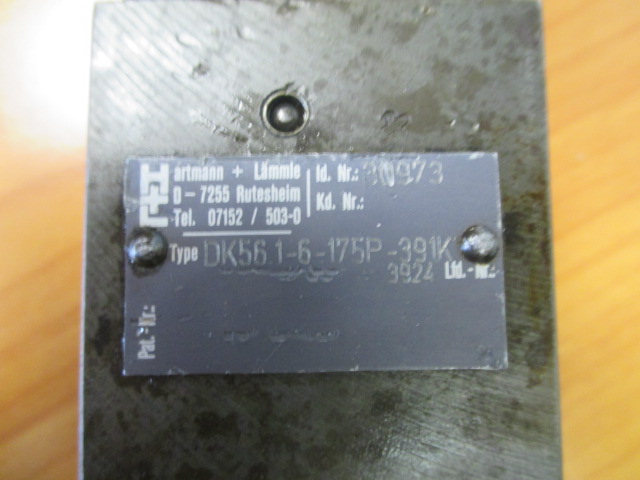 H+L
artmann + Lämmle
D-7255 Rutesheim
Tel. 07152 / 503-0
Id. Nr.: 30973
Kd. Nr.:
Type DK56.1-6-175P-391K
3924 Lfd.-Nr.:
Pat.-Nr.: